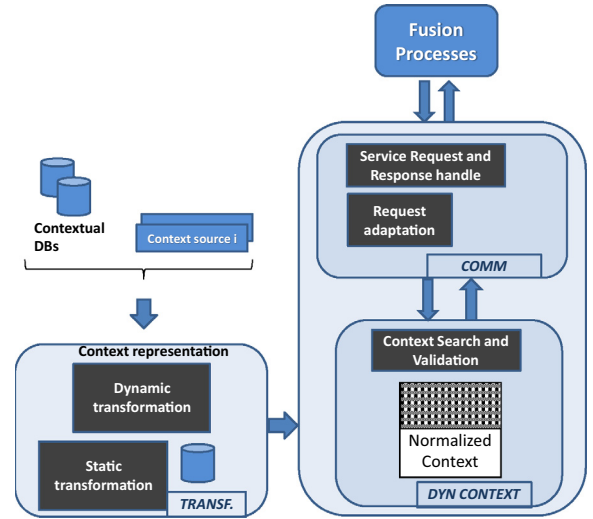 Fusion
Processes
Service Request and
Response handle
Request
adaptation
COMM
Contextual
DBs
Context source i
Context representation
Dynamic
transformation
Static
transformation
TRANSF.
Context Search and
Validation
Normalized
Context
DYN CONTEXT